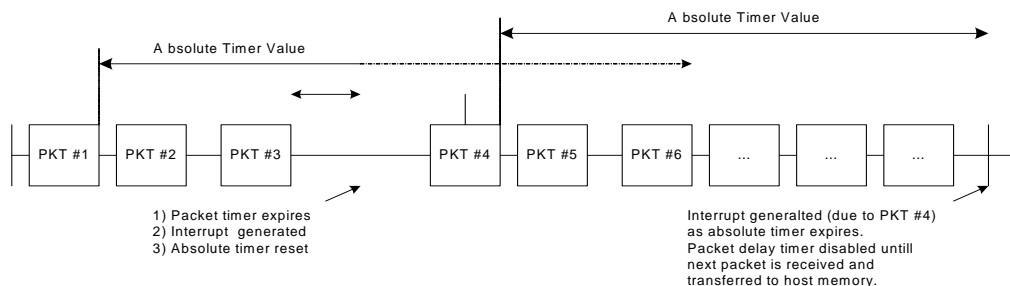 A bsolute Timer Value
A bsolute Timer Value
PKT #1
PKT #2
PKT #3
PKT #4
PKT #5
PKT #6
...
...
...
1) Packet timer expires
2) Interrupt generated
3) Absolute timer reset
Interrupt generalted (due to PKT #4)
as absolute timer expires.
Packet delay timer disabled untill
next packet is received and
transferred to host memory.